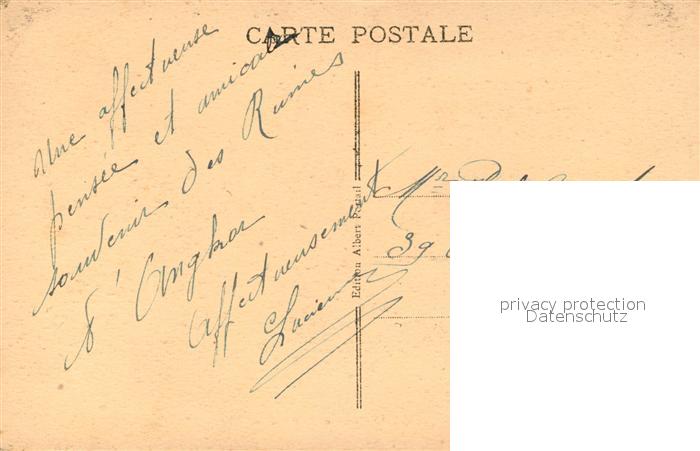 CARTE POSTALE
Une affectueuse
pensée et amical
souvenir des Ruines
d'Angkor
Affectueusement
Lucien
Edition Albert Portail
Mr
39
privacy protection
Datenschutz